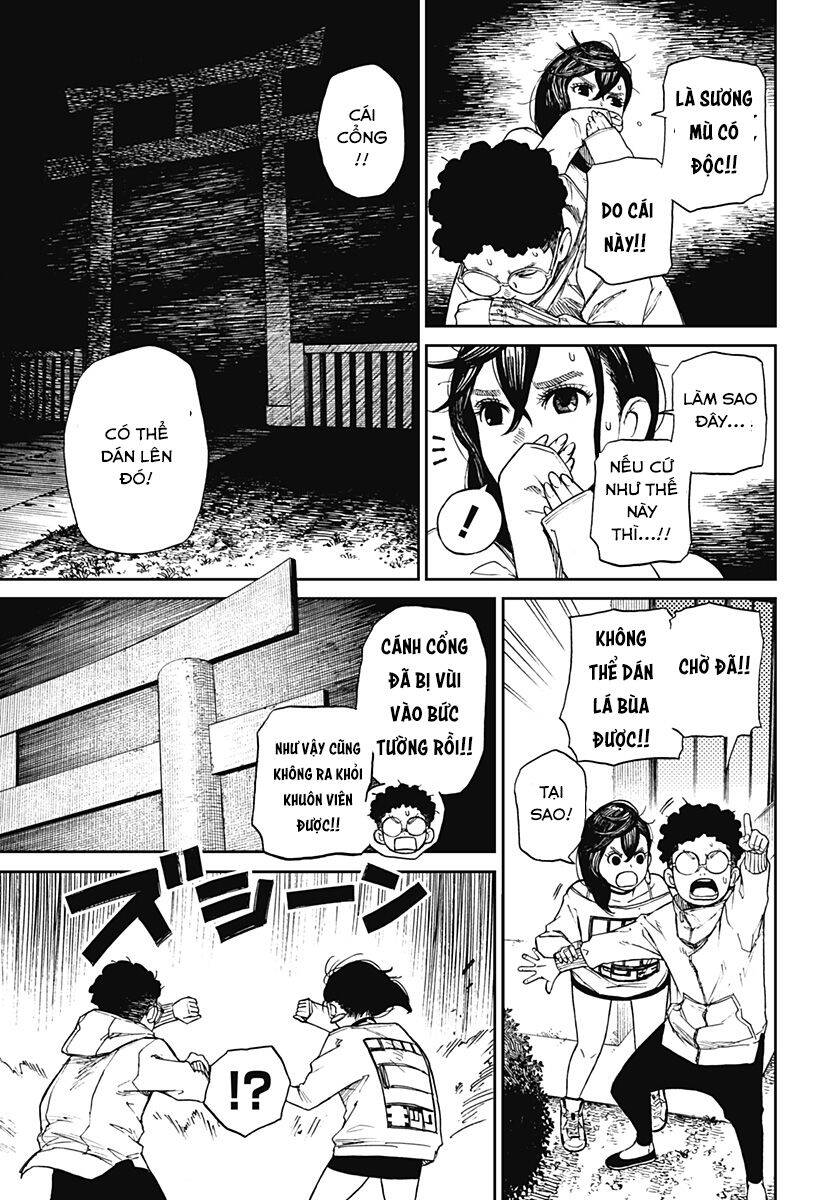 LÀ SƯƠNG
MÙ CÓ
ĐỘC!!
DO CÁI
NÀY!!
LÀM SAO
ĐÂY...
NẾU CỨ
NHƯ THẾ
NÀY
THÌ...!!
!
CÁI
CỔNG
!!
CÓ THỂ
DÁN LÊN
ĐÓ!
CHỜ ĐÃ!!
KHÔNG
THỂ DÁN
LÁ BÙA
ĐƯỢC!!
TẠI
SAO!
CÁNH CỔNG
ĐÃ BỊ VÙI
VÀO BỨC
TƯỜNG RỒI!!
NHƯ VẬY CŨNG
KHÔNG RA KHỎI
KHUÔN VIÊN
ĐƯỢC!!
ズシーン
!?